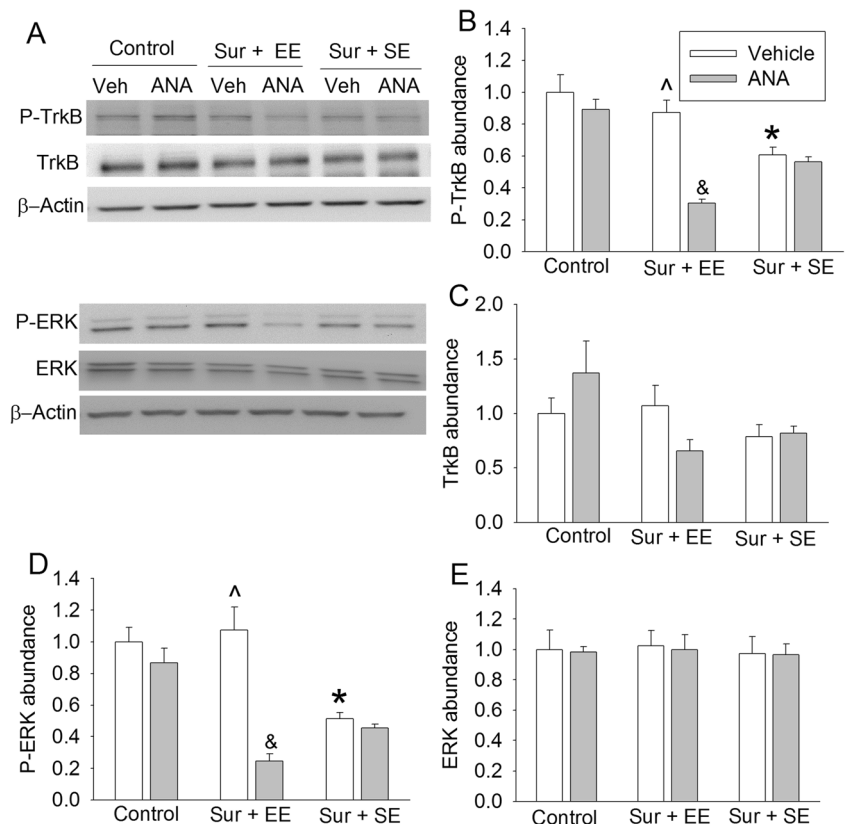 A
Control Sur + EE Sur + SE
Veh ANA Veh ANA Veh ANA
P-TrkB
TrkB
β–Actin
P-ERK
ERK
β–Actin
B
P-TrkB abundance
1.4
1.2
1.0
0.8
0.6
0.4
0.2
0.0
Vehicle
ANA
^
&
*
Control Sur + EE Sur + SE
C
TrkB abundance
2.0
1.5
1.0
0.5
0.0
Control Sur + EE Sur + SE
D
P-ERK abundance
1.4
1.2
1.0
0.8
0.6
0.4
0.2
0.0
^
&
*
Control Sur + EE Sur + SE
E
ERK abundance
1.4
1.2
1.0
0.8
0.6
0.4
0.2
0.0
Control Sur + EE Sur + SE